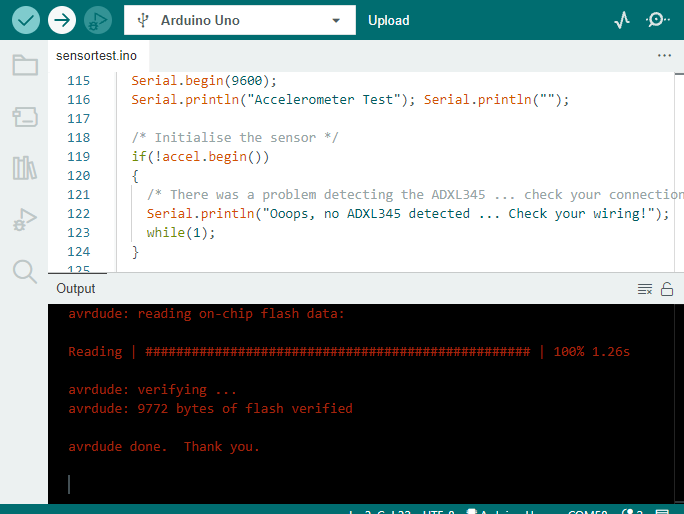 Arduino Uno Upload
sensortest.ino ...
115 Serial.begin(9600);
116 Serial.println("Accelerometer Test"); Serial.println("");
117
118 /* Initialise the sensor */
119 if(!accel.begin())
120 {
121 /* There was a problem detecting the ADXL345 ... check your connection
122 Serial.println("Ooops, no ADXL345 detected ... Check your wiring!");
123 while(1);
124 }
125
Output
avrdude: reading on-chip flash data:
Reading | ################################################## | 100% 1.26s
avrdude: verifying ...
avrdude: 9772 bytes of flash verified
avrdude done.  Thank you.